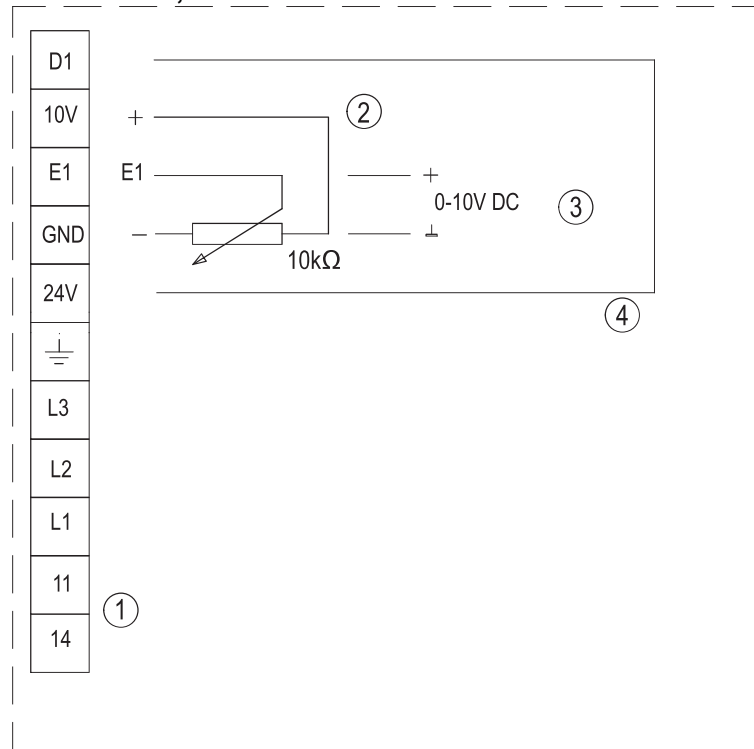 D1
10V + ②
E1 E1 +
0-10V DC ③
GND − ⊥
10kΩ
24V
④
⏚
L3
L2
L1
11
①
14